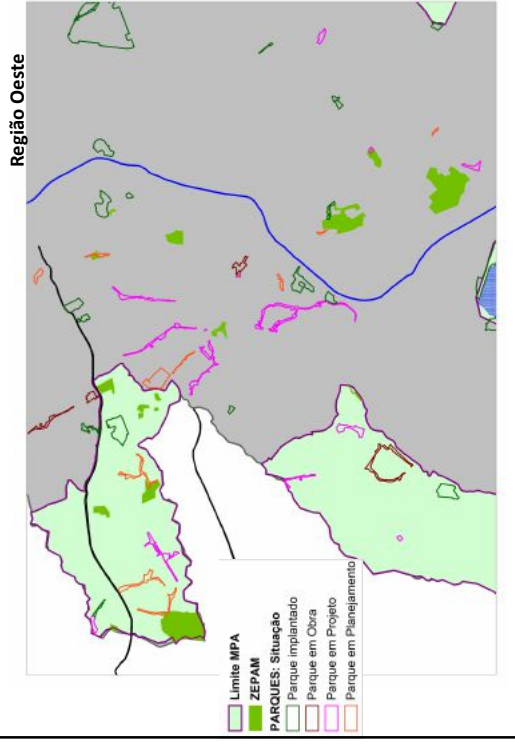 Região Oeste
Limite MPA
ZEPAM
PARQUES: Situação
Parque implantado
Parque em Obra
Parque em Projeto
Parque em Planejamento